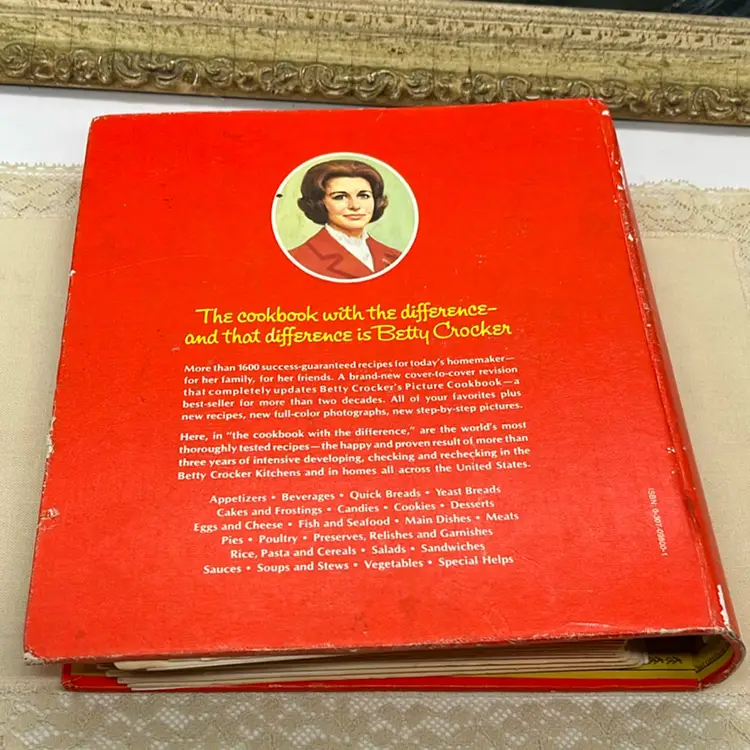 The cookbook with the difference—
and that difference is Betty Crocker
More than 1600 success-guaranteed recipes for today's homemaker—
for her family, for her friends. A brand-new cover-to-cover revision
that completely updates Betty Crocker's Picture Cookbook—a
best-seller for more than two decades. All of your favorites plus
new recipes, new full-color photographs, new step-by-step pictures.
Here, in "the cookbook with the difference," are the world's most
thoroughly tested recipes—the happy and proven result of more than
three years of intensive developing, checking and rechecking in the
Betty Crocker Kitchens and in homes all across the United States.
Appetizers • Beverages • Quick Breads • Yeast Breads
Cakes and Frostings • Candies • Cookies • Desserts
Eggs and Cheese • Fish and Seafood • Main Dishes • Meats
Pies • Poultry • Preserves, Relishes and Garnishes
Rice, Pasta and Cereals • Salads • Sandwiches
Sauces • Soups and Stews • Vegetables • Special Helps
ISBN: 0-307-09800-1